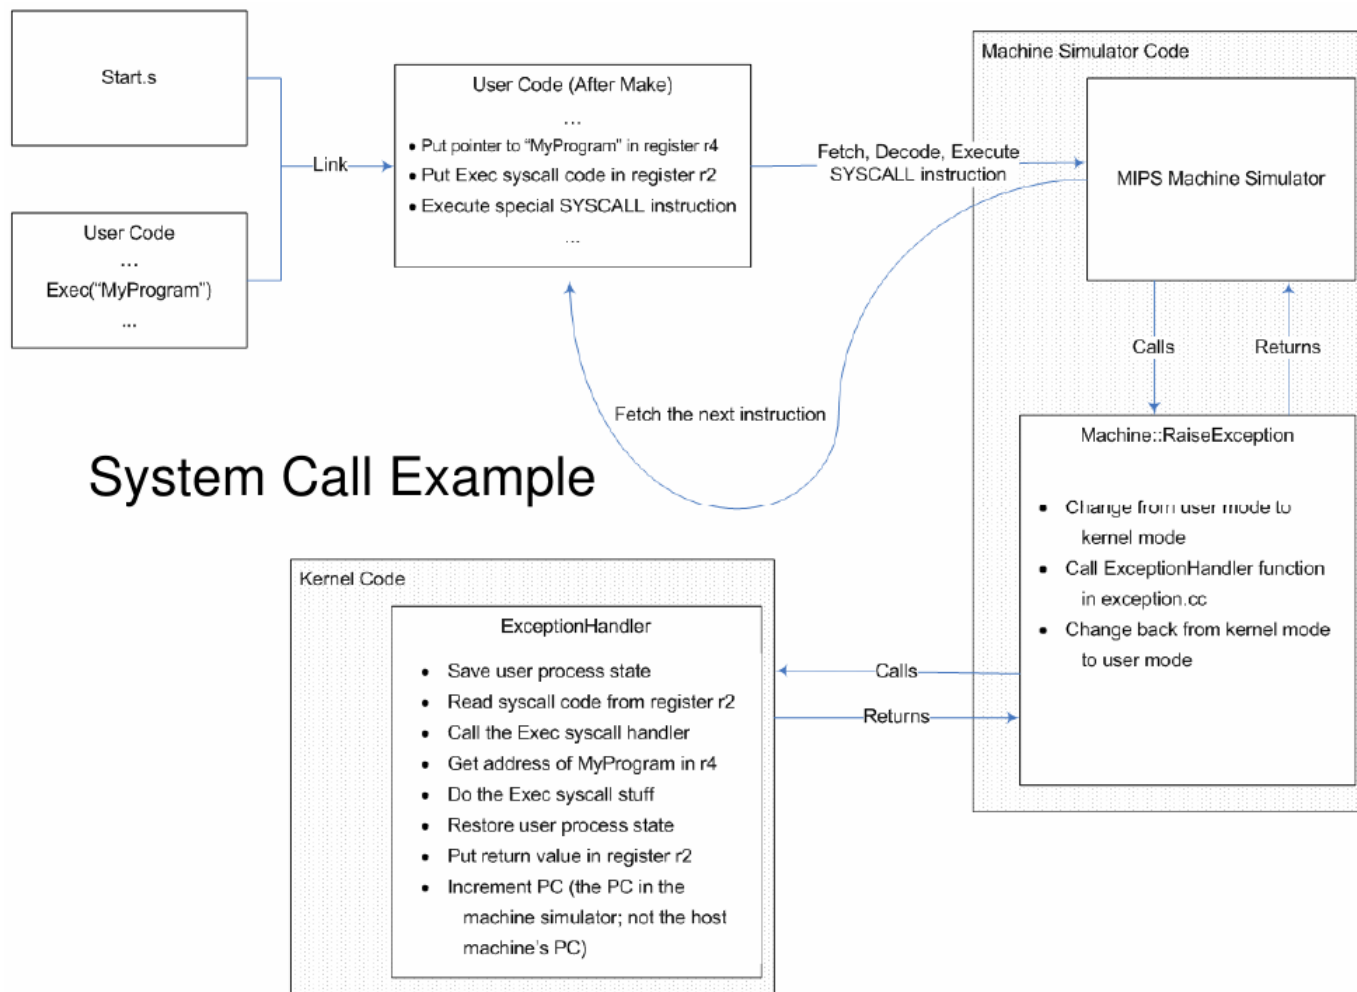 Start.s
User Code
…
Exec(“MyProgram”)
...
Link
User Code (After Make)
…
• Put pointer to “MyProgram” in register r4
• Put Exec syscall code in register r2
• Execute special SYSCALL instruction
...
Fetch, Decode, Execute
SYSCALL instruction
Machine Simulator Code
MIPS Machine Simulator
Calls
Returns
Fetch the next instruction
Machine::RaiseException
• Change from user mode to
kernel mode
• Call ExceptionHandler function
in exception.cc
• Change back from kernel mode
to user mode
System Call Example
Kernel Code
ExceptionHandler
• Save user process state
• Read syscall code from register r2
• Call the Exec syscall handler
• Get address of MyProgram in r4
• Do the Exec syscall stuff
• Restore user process state
• Put return value in register r2
• Increment PC (the PC in the
machine simulator; not the host
machine’s PC)
Calls
Returns